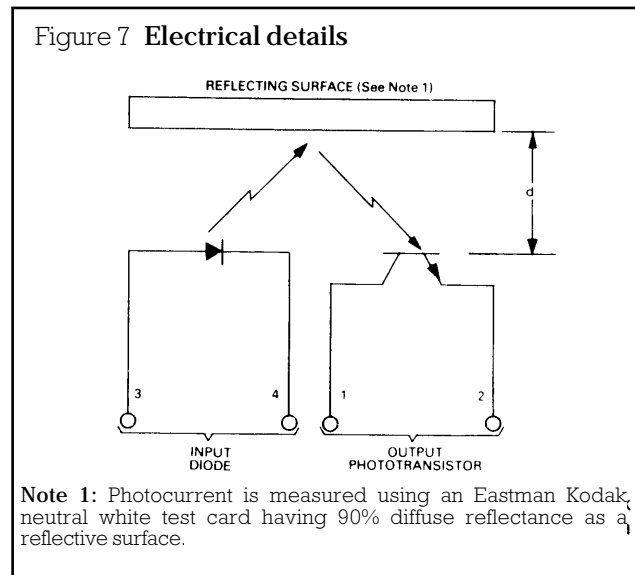 Figure 7 Electrical details
REFLECTING SURFACE (See Note 1)
d
3
4
1
2
INPUT
DIODE
OUTPUT
PHOTOTRANSISTOR
Note 1: Photocurrent is measured using an Eastman Kodak
neutral white test card having 90% diffuse reflectance as a
reflective surface.